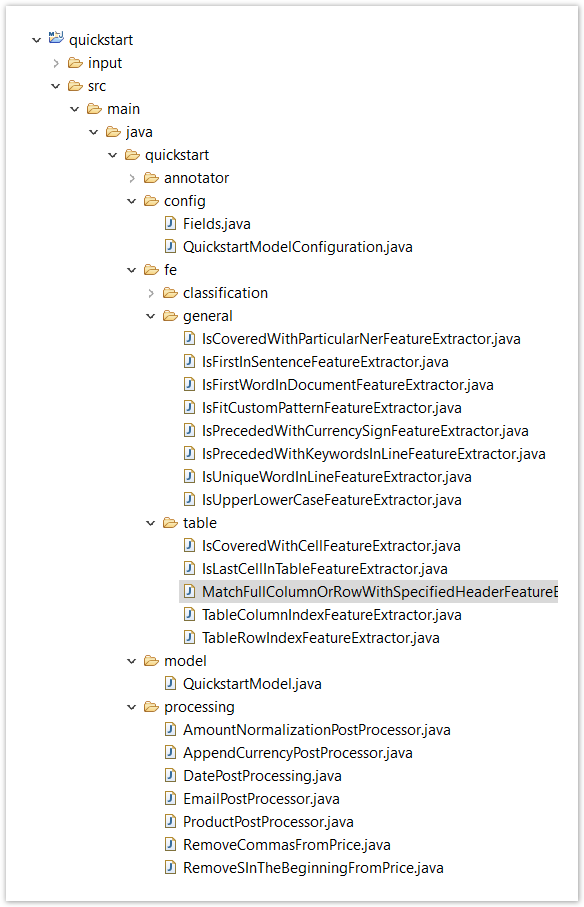 quickstart
input
src
main
java
quickstart
annotator
config
Fields.java
QuickstartModelConfiguration.java
fe
classification
general
IsCoveredWithParticularNerFeatureExtractor.java
IsFirstInSentenceFeatureExtractor.java
IsFirstWordInDocumentFeatureExtractor.java
IsFitCustomPatternFeatureExtractor.java
IsPrecededWithCurrencySignFeatureExtractor.java
IsPrecededWithKeywordsInLineFeatureExtractor.java
IsUniqueWordInLineFeatureExtractor.java
IsUpperLowerCaseFeatureExtractor.java
table
IsCoveredWithCellFeatureExtractor.java
IsLastCellInTableFeatureExtractor.java
MatchFullColumnOrRowWithSpecifiedHeaderFeatureE
TableColumnIndexFeatureExtractor.java
TableRowIndexFeatureExtractor.java
model
QuickstartModel.java
processing
AmountNormalizationPostProcessor.java
AppendCurrencyPostProcessor.java
DatePostProcessing.java
EmailPostProcessor.java
ProductPostProcessor.java
RemoveCommasFromPrice.java
RemoveSInTheBeginningFromPrice.java